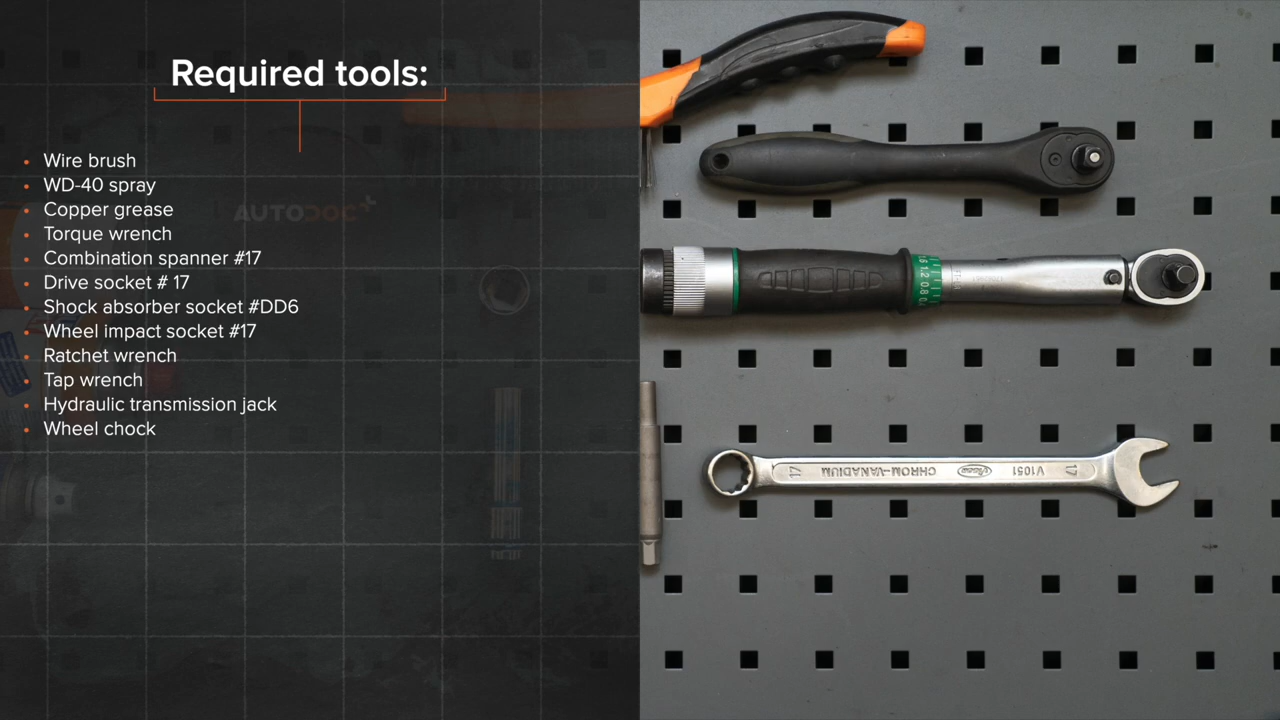 Required tools:
Wire brush
WD-40 spray
AUTODOC
Copper grease
Torque wrench
Combination spanner #17
Drive socket # 17
Shock absorber socket #DD6
Wheel impact socket #17
Ratchet wrench
Tap wrench
Hydraulic transmission jack
Wheel chock
17 CHROM-VANADIUM V1051 17